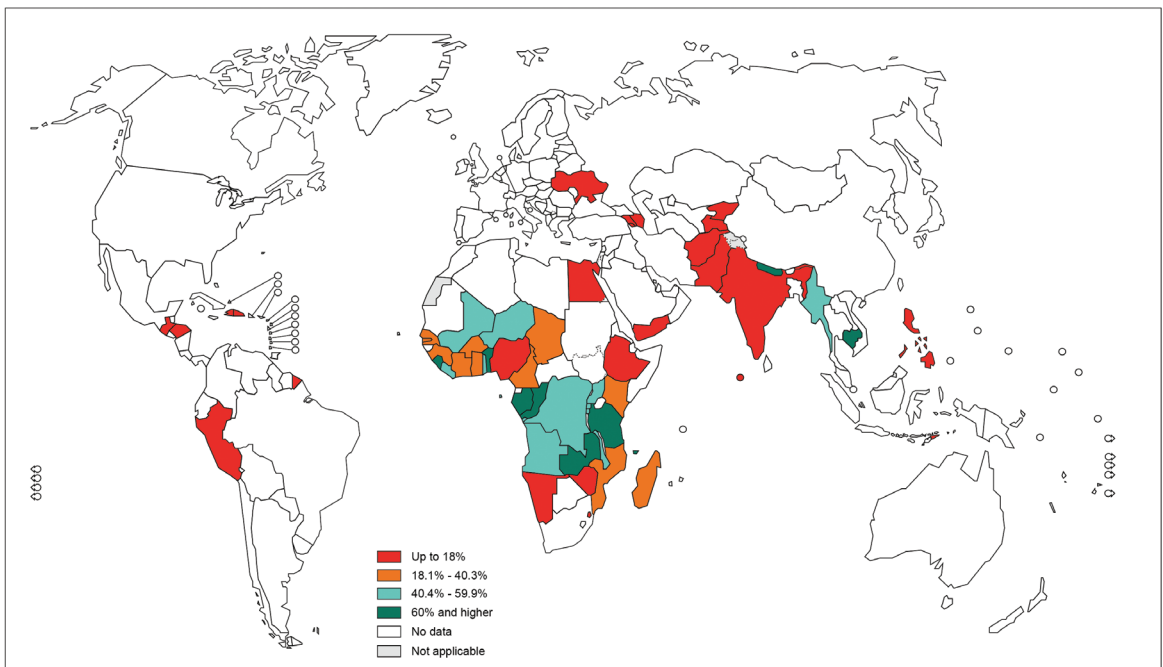 Up to 18%
18.1% - 40.3%
40.4% - 59.9%
60% and higher
No data
Not applicable